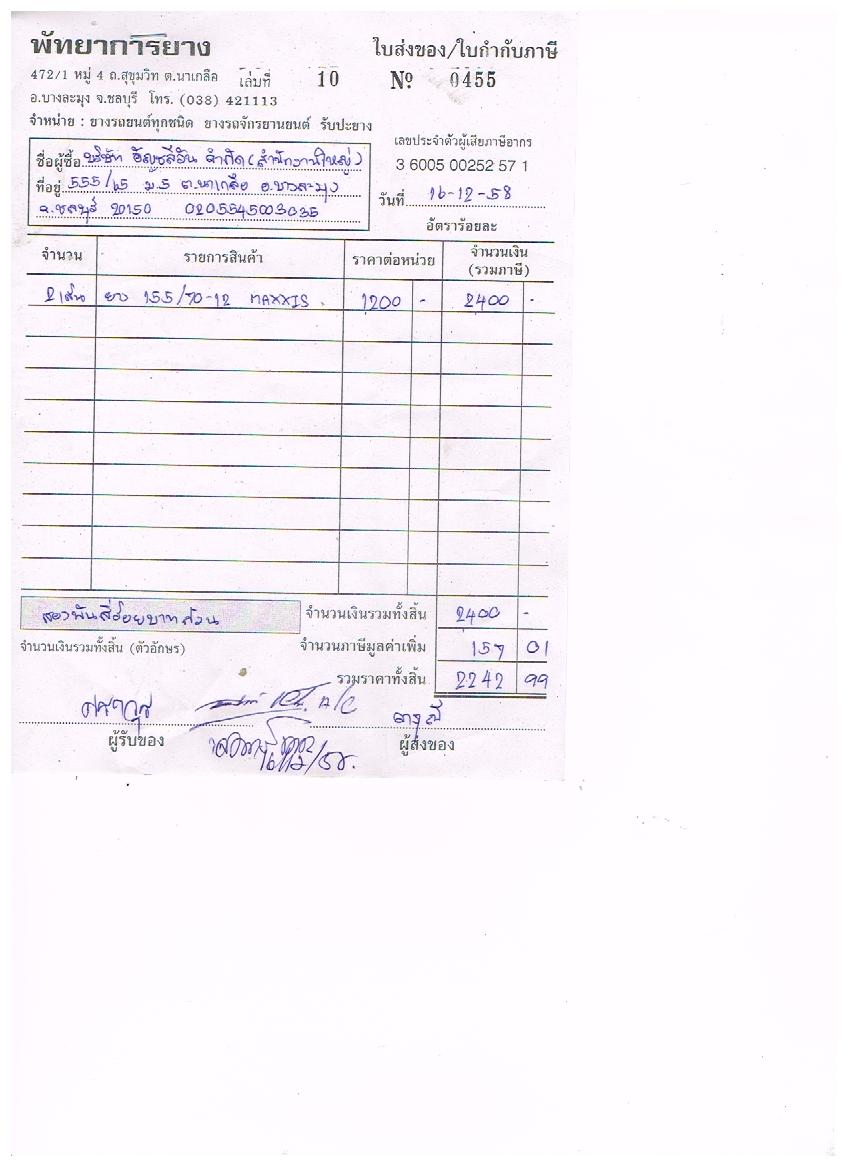 พัทยาการยาง ใบส่งของ/ใบกำกับภาษี
472/1 หมู่ 4 ถ.สุขุมวิท ต.นาเกลือ เล่มที่ 10 Nº 0455
อ.บางละมุง จ.ชลบุรี โทร. (038) 421113
จำหน่าย : ยางรถยนต์ทุกชนิด ยางรถจักรยานยนต์ รับปะยาง
เลขประจำตัวผู้เสียภาษีอากร
3 6005 00252 57 1
ชื่อผู้ซื้อ บริษัท อัญชลีอัน จำกัด (สำนักงานใหญ่)
ที่อยู่ 555/65 ม.5 ต.นาเกลือ อ.บางละมุง
จ.ชลบุรี 20150 0205545003035
วันที่ 16-12-58
อัตราร้อยละ
จำนวน รายการสินค้า ราคาต่อหน่วย จำนวนเงิน
(รวมภาษี)
2 เส้น ยาง 155/70-12 MAXXIS 1200 - 2400 -
สองพันสี่ร้อยบาทถ้วน จำนวนเงินรวมทั้งสิ้น 2400 -
จำนวนเงินรวมทั้งสิ้น (ตัวอักษร) จำนวนภาษีมูลค่าเพิ่ม 157 01
รวมราคาทั้งสิ้น 2242 99
A/C
ผู้รับของ ผู้ส่งของ
16/12/58.